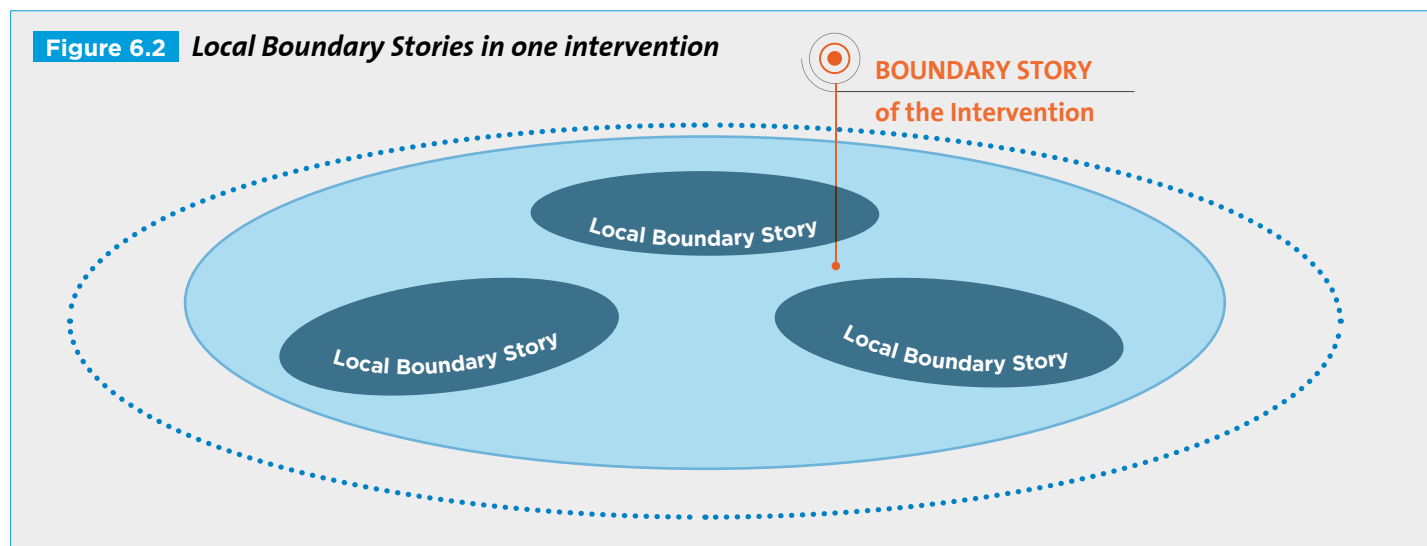 Figure 6.2 Local Boundary Stories in one intervention
BOUNDARY STORY
of the Intervention
Local Boundary Story
Local Boundary Story
Local Boundary Story